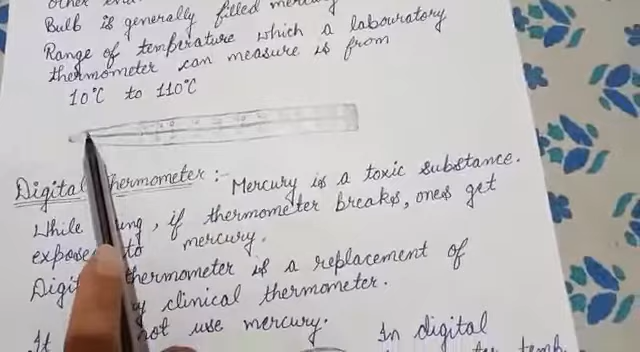 Bulb is generally filled
Range of temperature which a labouratory
thermometer can measure is from
10°C to 110°C
Digital Thermometer :- Mercury is a toxic substance.
While, if thermometer breaks, ones get
to mercury.
thermometer is a replacement of
clinical thermometer.
It not use mercury. In digital